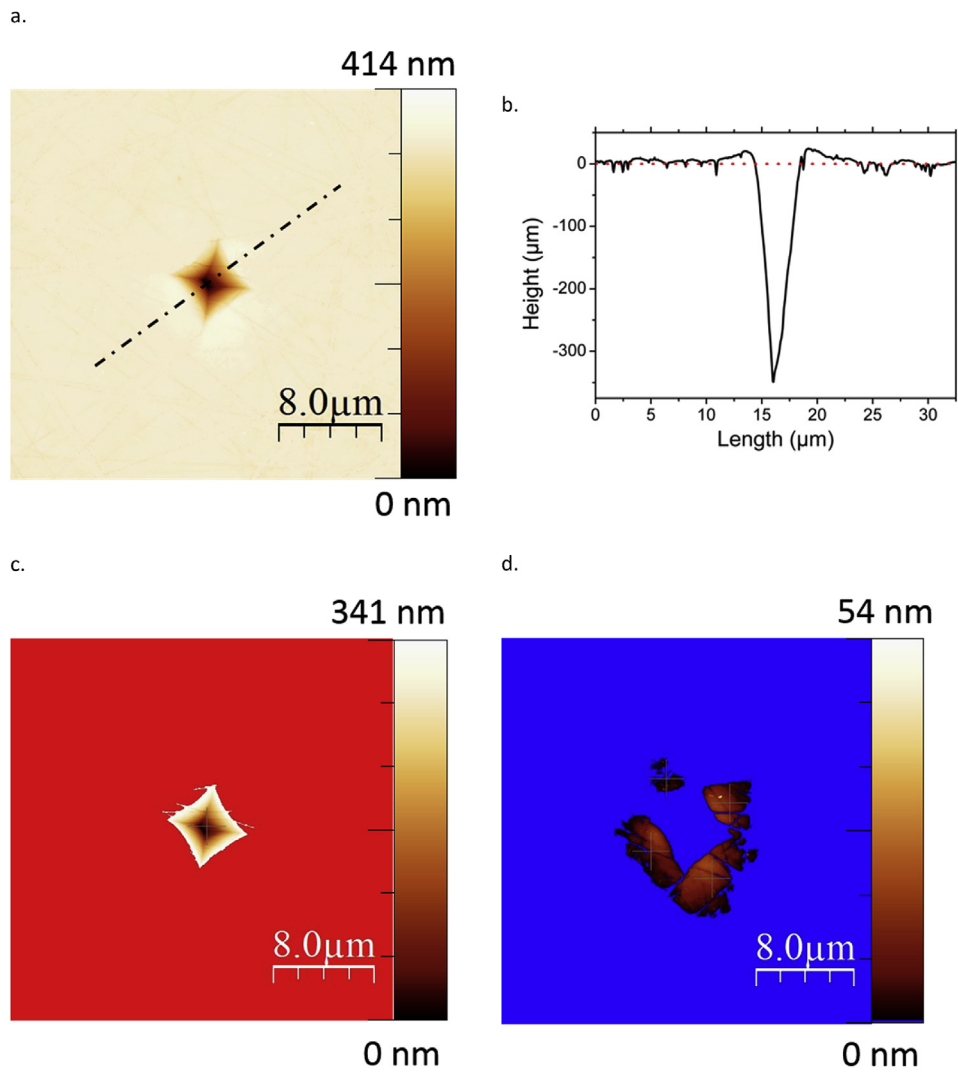 a.
414 nm
8.0µm
0 nm
b.
0
-100
-200
-300
Height (µm)
0 5 10 15 20 25 30
Length (µm)
c.
341 nm
8.0µm
0 nm
d.
54 nm
8.0µm
0 nm